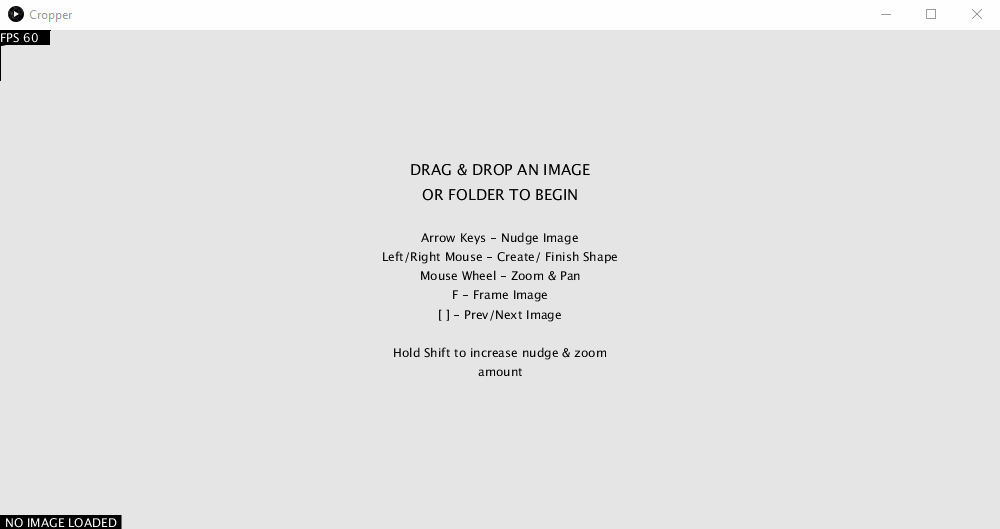 Cropper
FPS 60
DRAG & DROP AN IMAGE
OR FOLDER TO BEGIN
Arrow Keys - Nudge Image
Left/Right Mouse - Create/ Finish Shape
Mouse Wheel - Zoom & Pan
F - Frame Image
[ ] - Prev/Next Image
Hold Shift to increase nudge & zoom
amount
NO IMAGE LOADED